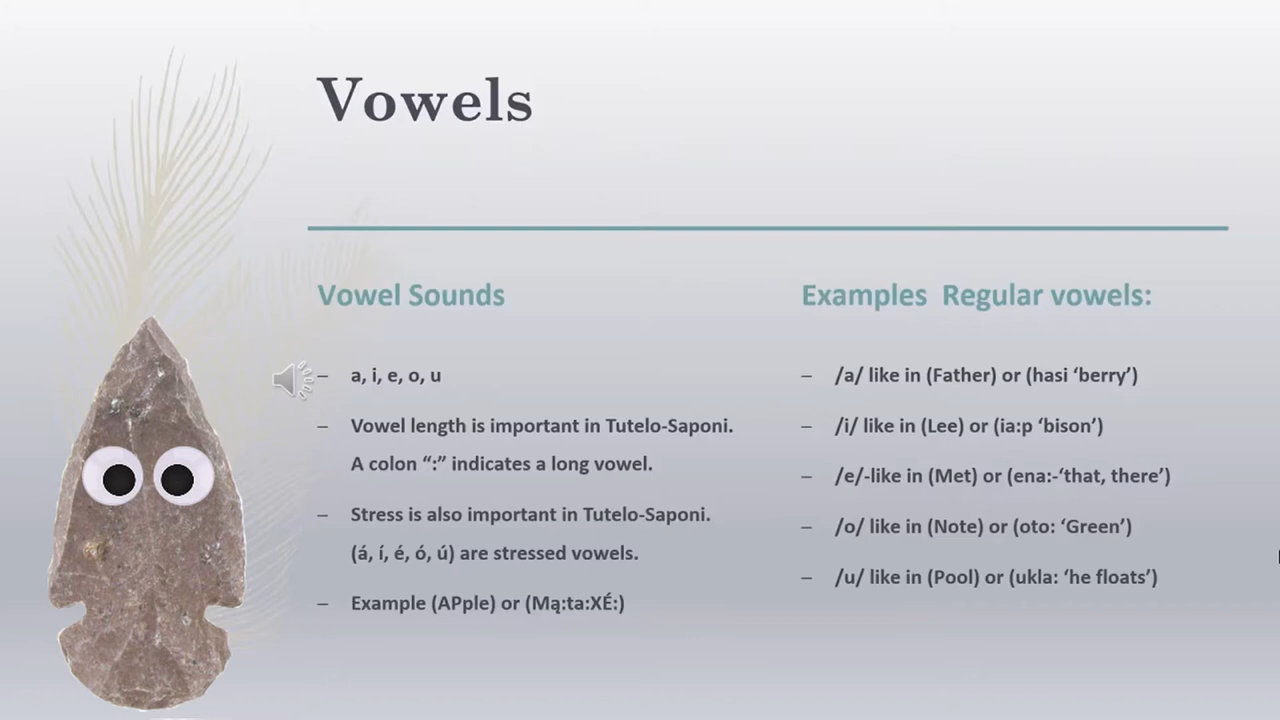 Vowels
Vowel Sounds
– a, i, e, o, u
– Vowel length is important in Tutelo-Saponi.
A colon “:” indicates a long vowel.
– Stress is also important in Tutelo-Saponi.
(á, í, é, ó, ú) are stressed vowels.
– Example (APple) or (Mą:ta:XÉ:)
Examples  Regular vowels:
– /a/ like in (Father) or (hasi ‘berry’)
– /i/ like in (Lee) or (ia:p ‘bison’)
– /e/-like in (Met) or (ena:-‘that, there’)
– /o/ like in (Note) or (oto: ‘Green’)
– /u/ like in (Pool) or (ukla: ‘he floats’)